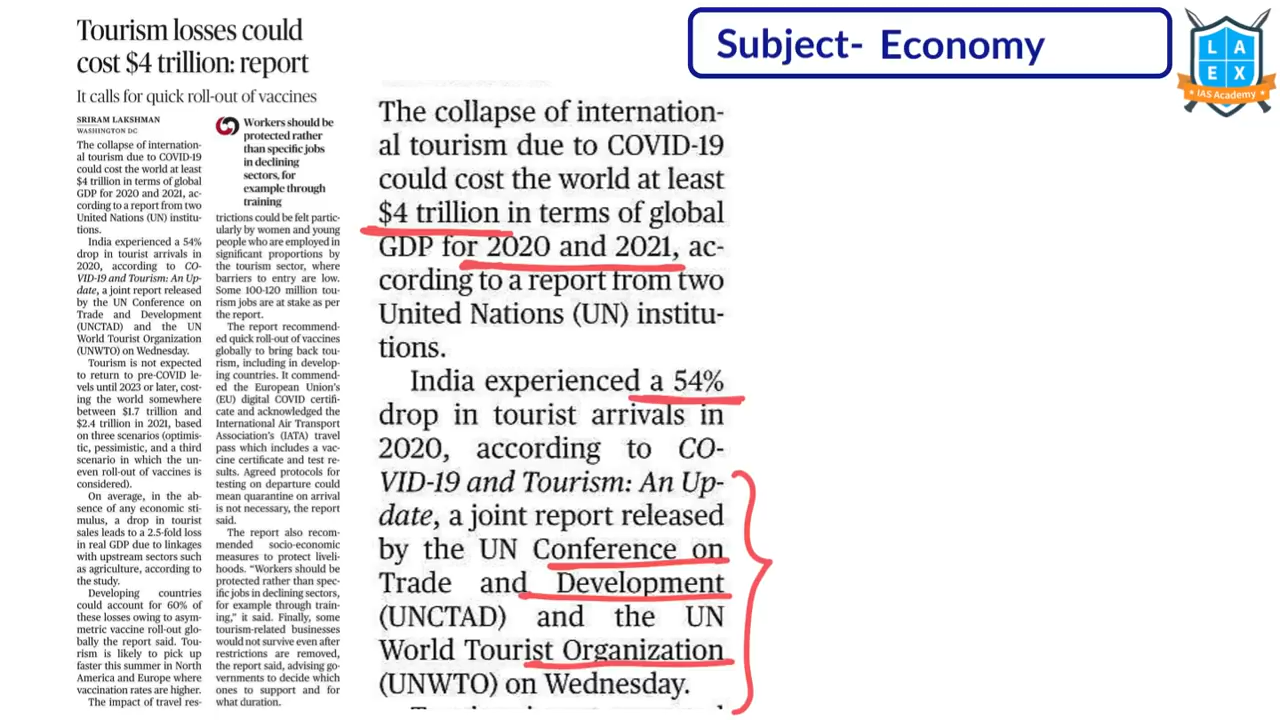 Tourism losses could
cost $4 trillion: report
It calls for quick roll-out of vaccines
SRIRAM LAKSHMAN
WASHINGTON DC
The collapse of internation-
al tourism due to COVID-19
could cost the world at least
$4 trillion in terms of global
GDP for 2020 and 2021, ac-
cording to a report from two
United Nations (UN) institu-
tions.
India experienced a 54%
drop in tourist arrivals in
2020, according to CO-
VID-19 and Tourism: An Up-
date, a joint report released
by the UN Conference on
Trade and Development
(UNCTAD) and the UN
World Tourist Organization
(UNWTO) on Wednesday.
Tourism is not expected
to return to pre-COVID le-
vels until 2023 or later, cost-
ing the world somewhere
between $1.7 trillion and
$2.4 trillion in 2021, based
on three scenarios (optimis-
tic, pessimistic, and a third
scenario in which the un-
even roll-out of vaccines is
considered).
On average, in the ab-
sence of any economic sti-
mulus, a drop in tourist
sales leads to a 2.5-fold loss
in real GDP due to linkages
with upstream sectors such
as agriculture, according to
the study.
Developing countries
could account for 60% of
these losses owing to asym-
metric vaccine roll-out glo-
bally the report said. Tou-
rism is likely to pick up
faster this summer in North
America and Europe where
vaccination rates are higher.
The impact of travel res-
Workers should be
protected rather
than specific jobs
in declining
sectors, for
example through
training
trictions could be felt partic-
ularly by women and young
people who are employed in
significant proportions by
the tourism sector, where
barriers to entry are low.
Some 100-120 million tou-
rism jobs are at stake as per
the report.
The report recommend-
ed quick roll-out of vaccines
globally to bring back tou-
rism, including in develop-
ing countries. It commend-
ed the European Union's
(EU) digital COVID certifi-
cate and acknowledged the
International Air Transport
Association's (IATA) travel
pass which includes a vac-
cine certificate and test re-
sults. Agreed protocols for
testing on departure could
mean quarantine on arrival
is not necessary, the report
said.
The report also recom-
mended socio-economic
measures to protect liveli-
hoods. "Workers should be
protected rather than spec-
ific jobs in declining sectors,
for example through train-
ing," it said. Finally, some
tourism-related businesses
would not survive even after
restrictions are removed,
the report said, advising go-
vernments to decide which
ones to support and for
what duration.
The collapse of internation-
al tourism due to COVID-19
could cost the world at least
$4 trillion in terms of global
GDP for 2020 and 2021, ac-
cording to a report from two
United Nations (UN) institu-
tions.
India experienced a 54%
drop in tourist arrivals in
2020, according to CO-
VID-19 and Tourism: An Up-
date, a joint report released
by the UN Conference on
Trade and Development
(UNCTAD) and the UN
World Tourist Organization
(UNWTO) on Wednesday.
Subject- Economy
L A
E X
IAS Academy